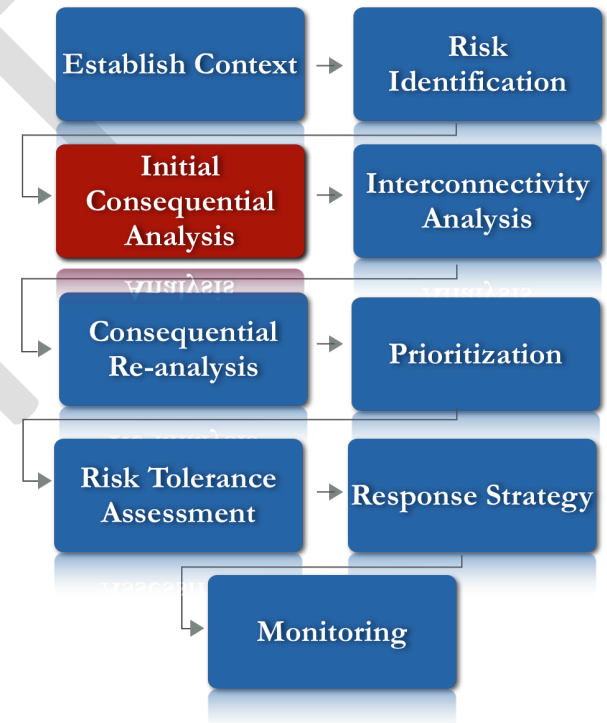 Establish Context
Risk
Identification
Initial
Consequential
Analysis
Interconnectivity
Analysis
Consequential
Re-analysis
Prioritization
Risk Tolerance
Assessment
Response Strategy
Monitoring